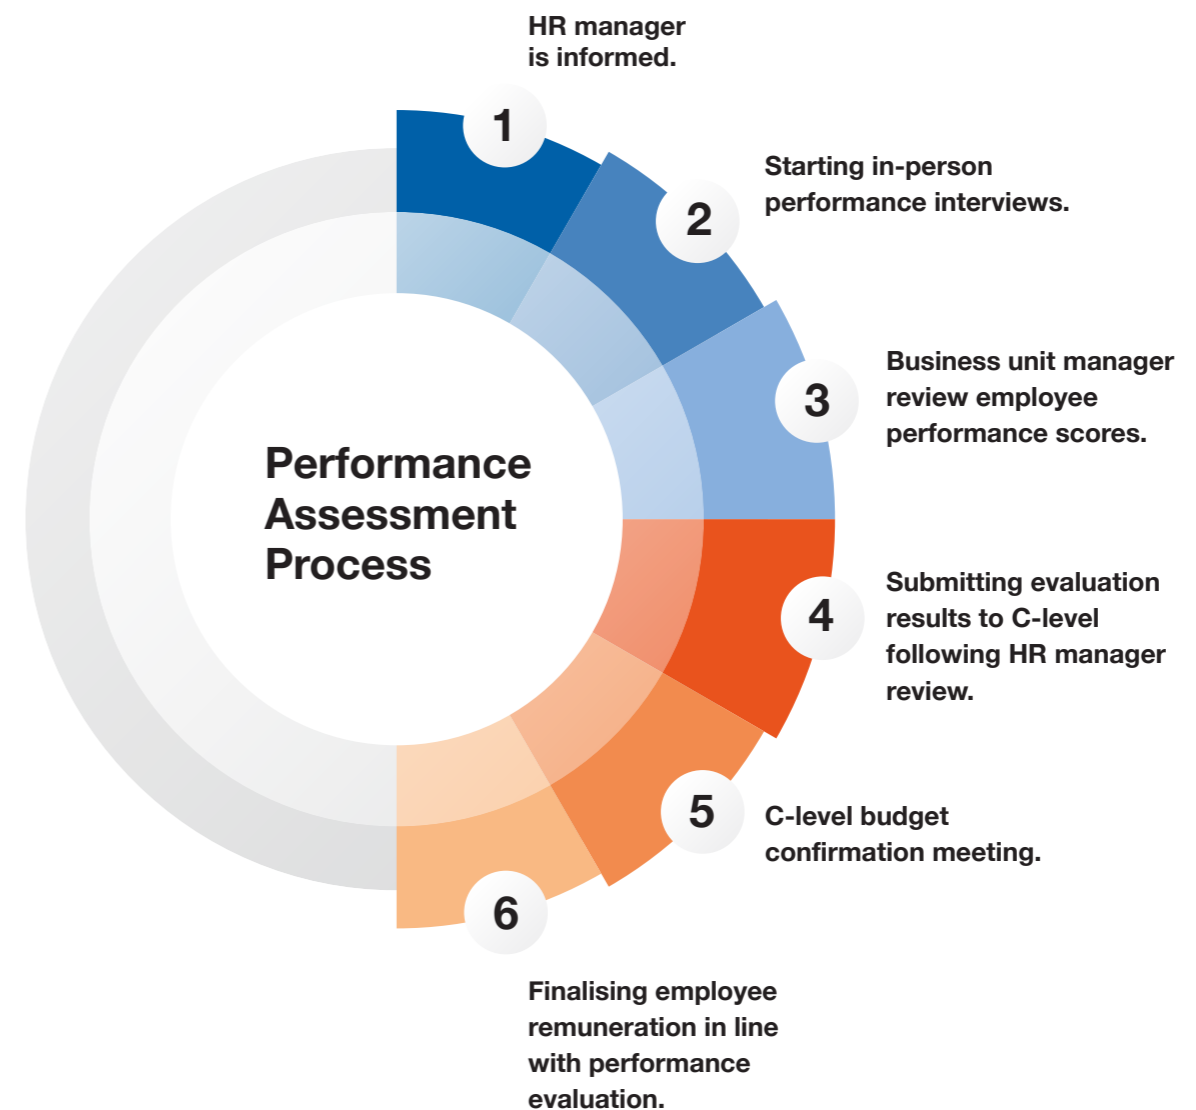 HR manager
is informed.
1
2
Starting in-person
performance interviews.
3
Business unit manager
review employee
performance scores.
Performance
Assessment
Process
4
Submitting evaluation
results to C-level
following HR manager
review.
5
C-level budget
confirmation meeting.
6
Finalising employee
remuneration in line
with performance
evaluation.